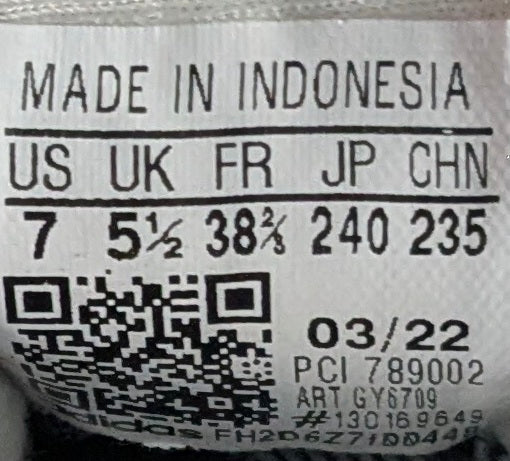 MADE IN INDONESIA
US UK FR JP CHN
7 5½ 38⅔ 240 235
03/22
PCI 789002
ART GY6709
#130169649
adidas